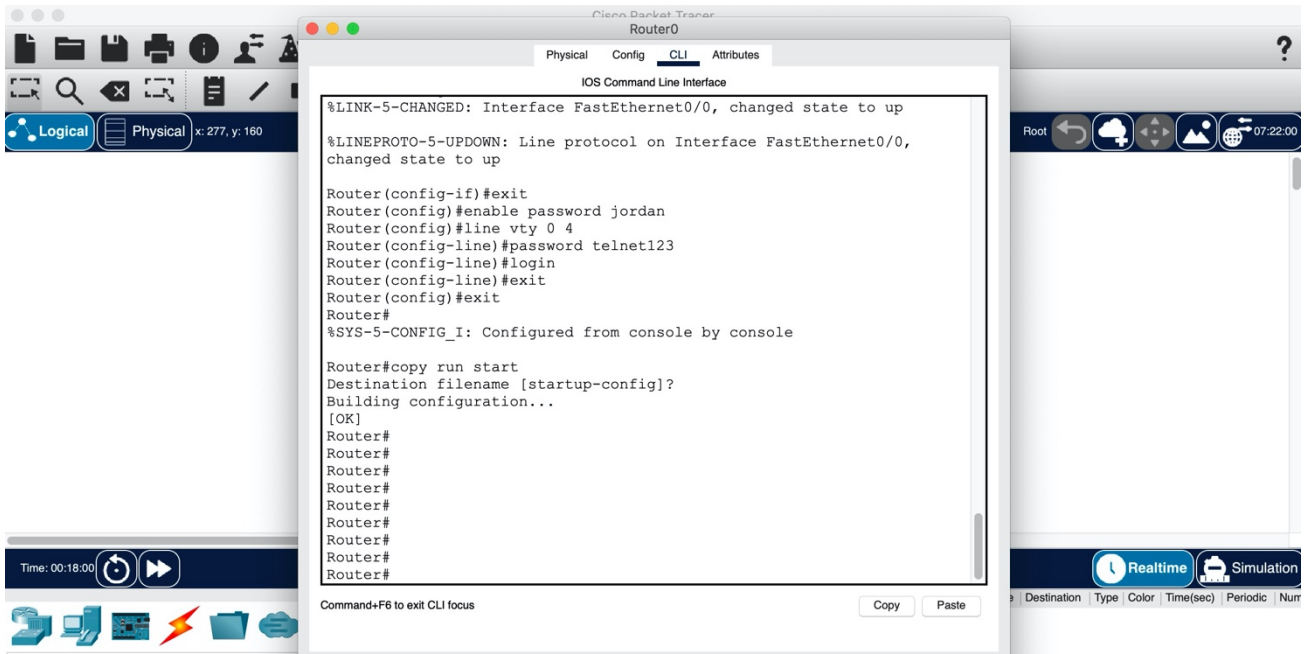 Cisco Packet Tracer
Router0
Physical Config CLI Attributes
IOS Command Line Interface
Logical
Physical x: 277, y: 160
Root
07:22:00
%LINK-5-CHANGED: Interface FastEthernet0/0, changed state to up
%LINEPROTO-5-UPDOWN: Line protocol on Interface FastEthernet0/0,
changed state to up
Router(config-if)#exit
Router(config)#enable password jordan
Router(config)#line vty 0 4
Router(config-line)#password telnet123
Router(config-line)#login
Router(config-line)#exit
Router(config)#exit
Router#
%SYS-5-CONFIG_I: Configured from console by console
Router#copy run start
Destination filename [startup-config]?
Building configuration...
[OK]
Router#
Router#
Router#
Router#
Router#
Router#
Router#
Router#
Router#
Time: 00:18:00
Realtime
Simulation
Command+F6 to exit CLI focus
Copy
Paste
Destination Type Color Time(sec) Periodic Num